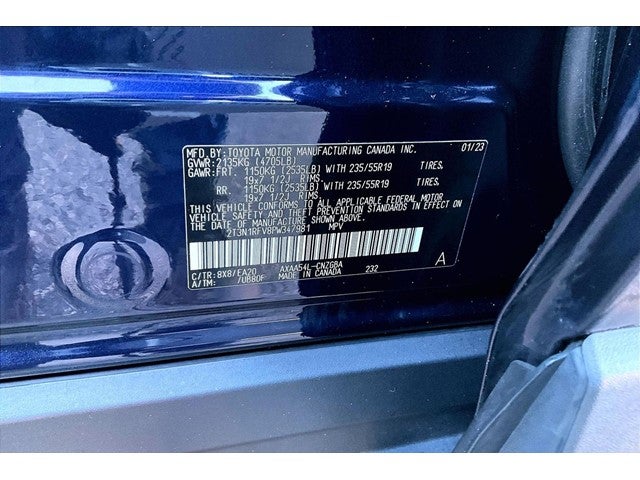 MFD. BY: TOYOTA MOTOR MANUFACTURING CANADA INC. 01/23
GVWR: 2135KG (4705LB)
GAWR: FRT. 1150KG (2535LB) WITH 235/55R19 TIRES,
19x7 1/2J RIMS.
RR. 1150KG (2535LB) WITH 235/55R19 TIRES,
19x7 1/2J RIMS.
THIS VEHICLE CONFORMS TO ALL APPLICABLE FEDERAL MOTOR
VEHICLE SAFETY AND THEFT PREVENTION STANDARDS IN EFFECT ON
THE DATE OF MANUFACTURE SHOWN ABOVE.
2T3N1RFV8PW347981 MPV
C/TR: 8X8/EA20 AXAA54L-CNZGBA 232 A
A/TM: /UB80F MADE IN CANADA